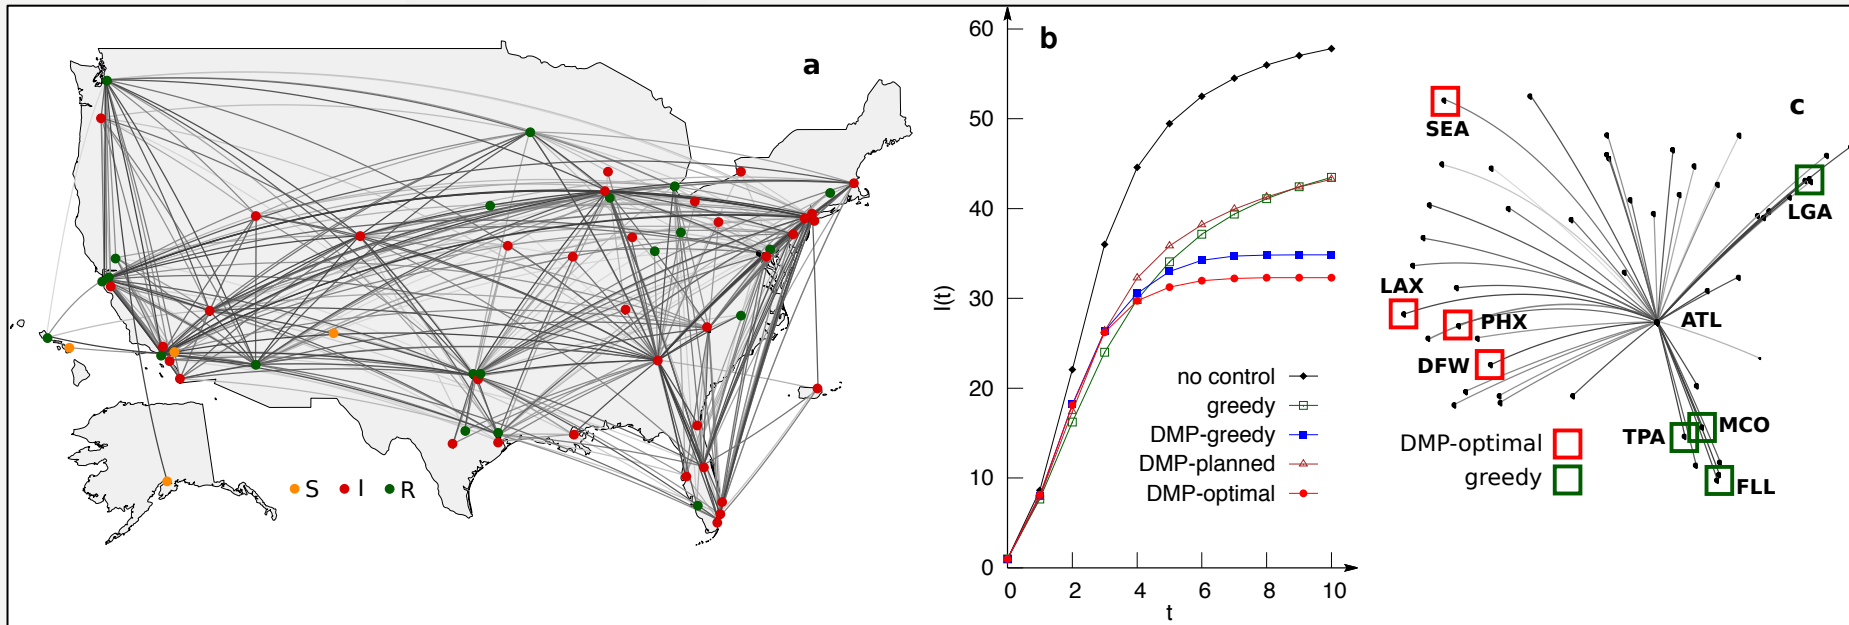 a
S I R
b
60
50
40
30
20
10
0
I(t)
0 2 4 6 8 10
t
no control
greedy
DMP-greedy
DMP-planned
DMP-optimal
c
SEA
LGA
LAX
PHX
ATL
DFW
MCO
TPA
FLL
DMP-optimal
greedy